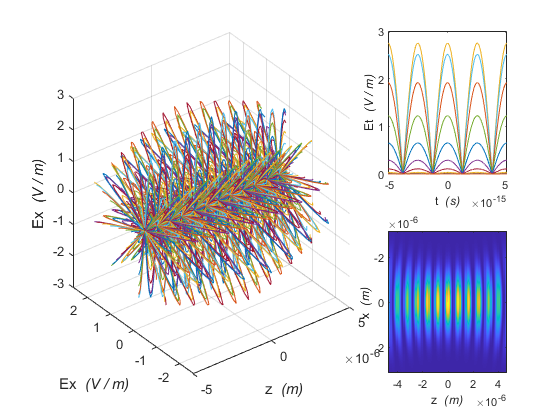 3
2
1
0
-1
-2
-3
Ex (V / m)
2
1
0
-1
-2
Ex (V / m)
-5
0
5
×10⁻⁶
z (m)
3
2
1
0
Et (V / m)
-5 0 5
t (s) ×10⁻¹⁵
×10⁻⁶
-2
0
2
x (m)
-4 -2 0 2 4
z (m) ×10⁻⁶